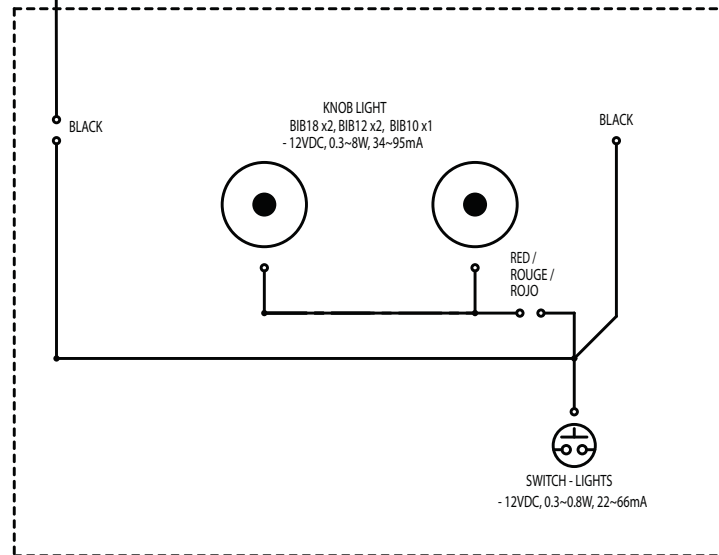 KNOB LIGHT
BIB18 x2, BIB12 x2, BIB10 x1
- 12VDC, 0.3~8W, 34~95mA
BLACK
BLACK
RED /
ROUGE /
ROJO
SWITCH - LIGHTS
- 12VDC, 0.3~0.8W, 22~66mA